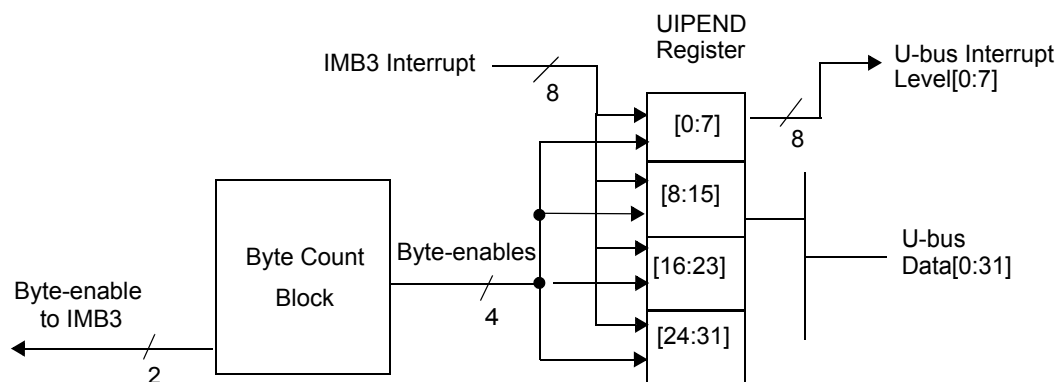 UIPEND
Register
IMB3 Interrupt
8
U-bus Interrupt
Level[0:7]
[0:7]
8
[8:15]
Byte Count
Block
Byte-enables
4
[16:23]
U-bus
Data[0:31]
Byte-enable
to IMB3
2
[24:31]